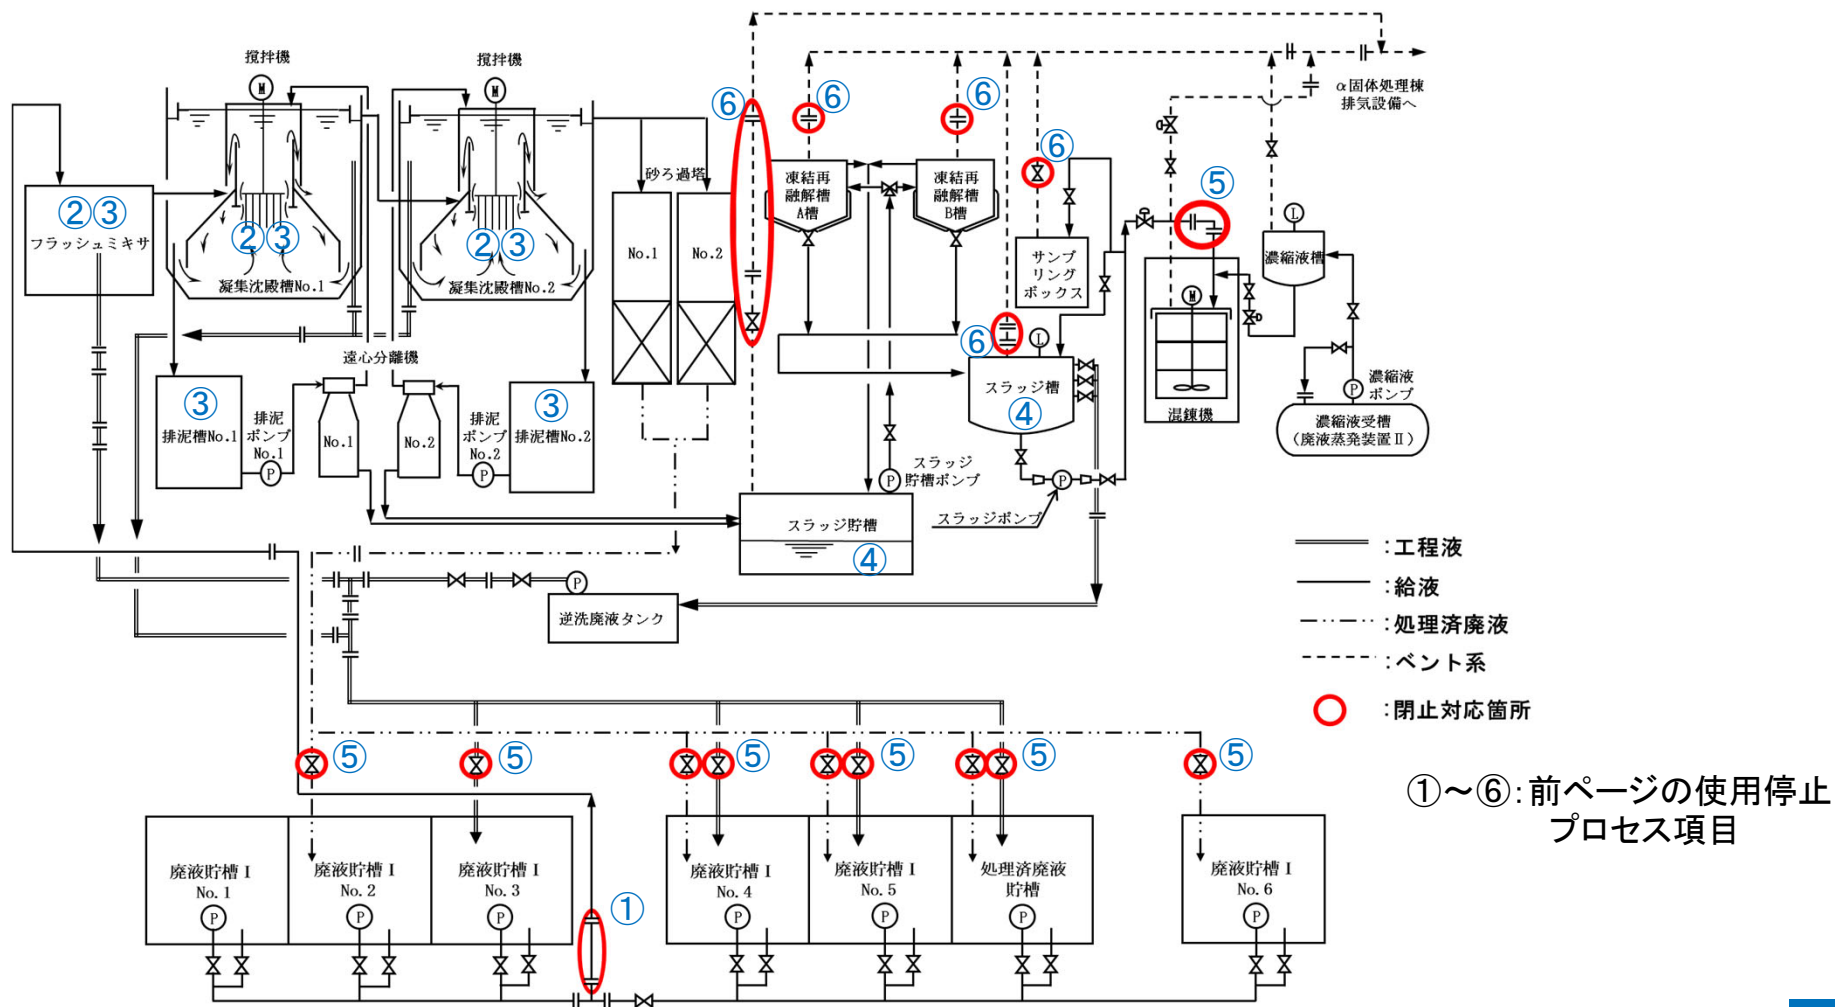 撹拌機
M
撹拌機
M
⑥
⑥
⑥
⑥
α固体処理棟
排気設備へ
②③
フラッシュミキサ
②③
凝集沈殿槽No.1
②③
凝集沈殿槽No.2
砂ろ過塔
No.1
No.2
凍結再
融解槽
A槽
凍結再
融解槽
B槽
サンプ
リング
ボックス
⑤
L
濃縮液槽
M
混錬機
濃縮液
ポンプ
P
濃縮液受槽
(廃液蒸発装置Ⅱ)
⑥
L
スラッジ槽
④
遠心分離機
③
排泥槽No.1
排泥
ポンプ
No.1
P
No.1
No.2
排泥
ポンプ
No.2
P
③
排泥槽No.2
スラッジ
貯槽ポンプ
P
P
スラッジポンプ
スラッジ貯槽
④
P
逆洗廃液タンク
:工程液
:給液
:処理済廃液
:ベント系
:閉止対応箇所
⑤
⑤
⑤
⑤
⑤
⑤
①～⑥:前ページの使用停止
プロセス項目
廃液貯槽Ⅰ
No.1
P
廃液貯槽Ⅰ
No.2
P
廃液貯槽Ⅰ
No.3
P
①
廃液貯槽Ⅰ
No.4
P
廃液貯槽Ⅰ
No.5
P
処理済廃液
貯槽
P
廃液貯槽Ⅰ
No.6
P